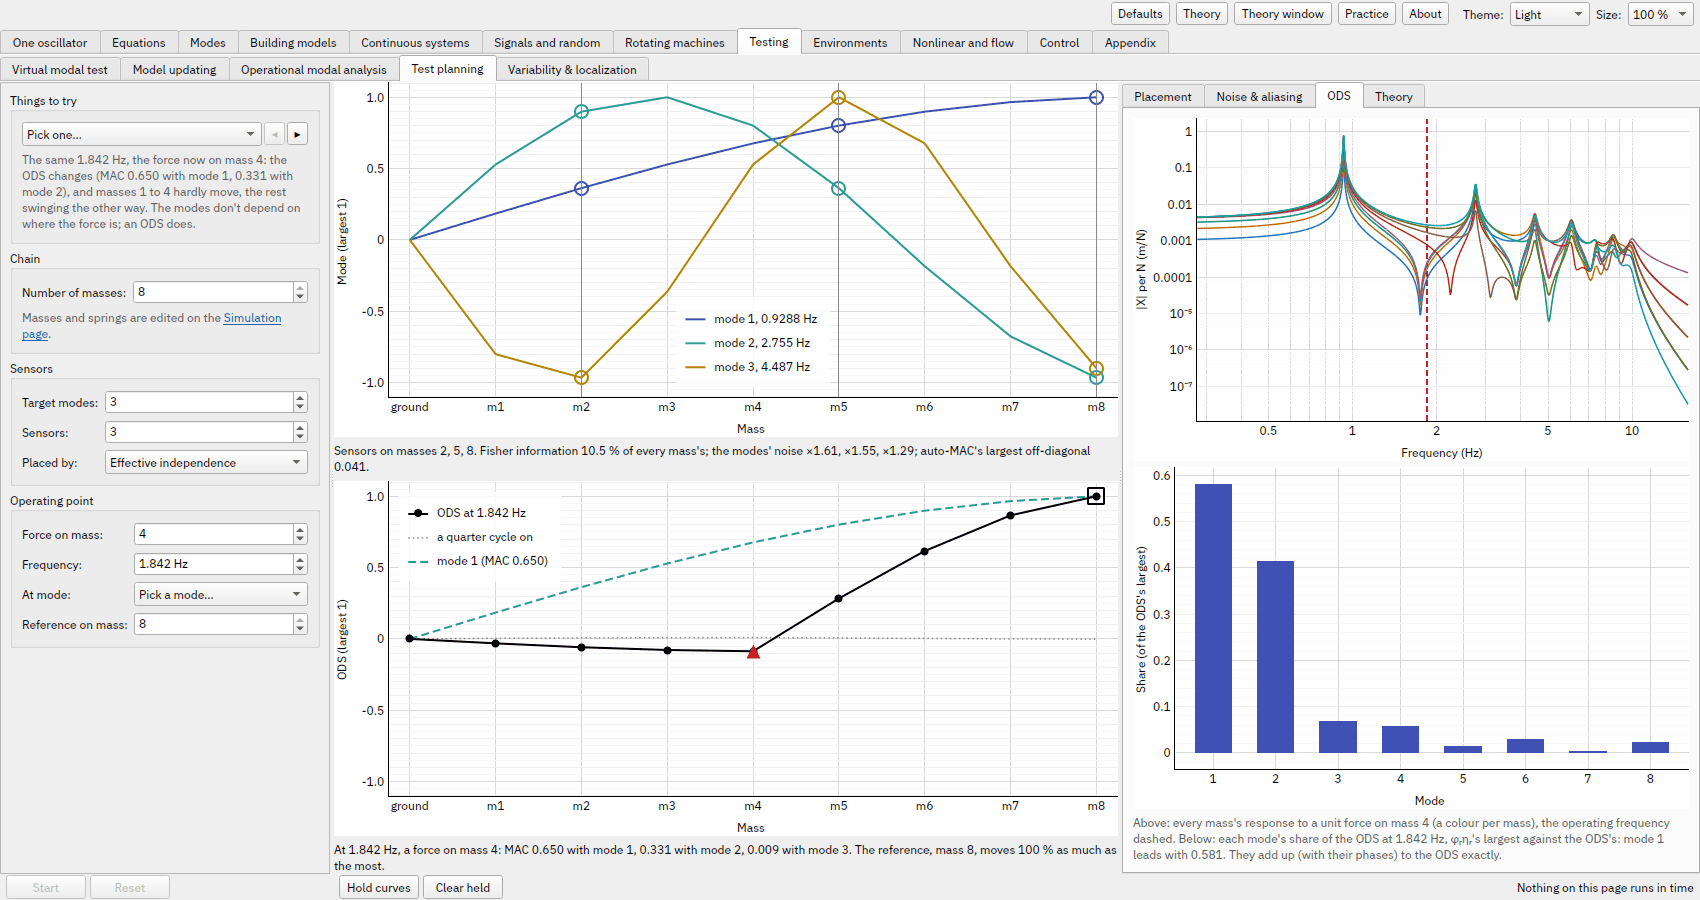 Defaults Theory Theory window Practice About Theme: Light Size: 100 %
One oscillator Equations Modes Building models Continuous systems Signals and random Rotating machines Testing Environments Nonlinear and flow Control Appendix
Virtual modal test Model updating Operational modal analysis Test planning Variability & localization
Things to try
Pick one...
The same 1.842 Hz, the force now on mass 4: the
ODS changes (MAC 0.650 with mode 1, 0.331 with
mode 2), and masses 1 to 4 hardly move, the rest
swinging the other way. The modes don't depend on
where the force is; an ODS does.
Chain
Number of masses: 8
Masses and springs are edited on the Simulation
page.
Sensors
Target modes: 3
Sensors: 3
Placed by: Effective independence
Operating point
Force on mass: 4
Frequency: 1.842 Hz
At mode: Pick a mode...
Reference on mass: 8
Start Reset
Mode (largest 1)
1.0
0.5
0
-0.5
-1.0
mode 1, 0.9288 Hz
mode 2, 2.755 Hz
mode 3, 4.487 Hz
ground m1 m2 m3 m4 m5 m6 m7 m8
Mass
Sensors on masses 2, 5, 8. Fisher information 10.5 % of every mass's; the modes' noise ×1.61, ×1.55, ×1.29; auto-MAC's largest off-diagonal
0.041.
ODS (largest 1)
1.0
0.5
0
-0.5
-1.0
ODS at 1.842 Hz
a quarter cycle on
mode 1 (MAC 0.650)
ground m1 m2 m3 m4 m5 m6 m7 m8
Mass
At 1.842 Hz, a force on mass 4: MAC 0.650 with mode 1, 0.331 with mode 2, 0.009 with mode 3. The reference, mass 8, moves 100 % as much as
the most.
Hold curves Clear held
Placement Noise & aliasing ODS Theory
|X| per N (m/N)
1
0.1
0.01
0.001
0.0001
10⁻⁵
10⁻⁶
10⁻⁷
0.5 1 2 5 10
Frequency (Hz)
Share (of the ODS's largest)
0.6
0.5
0.4
0.3
0.2
0.1
0
1 2 3 4 5 6 7 8
Mode
Above: every mass's response to a unit force on mass 4 (a colour per mass), the operating frequency
dashed. Below: each mode's share of the ODS at 1.842 Hz, φᵣηᵣ's largest against the ODS's: mode 1
leads with 0.581. They add up (with their phases) to the ODS exactly.
Nothing on this page runs in time